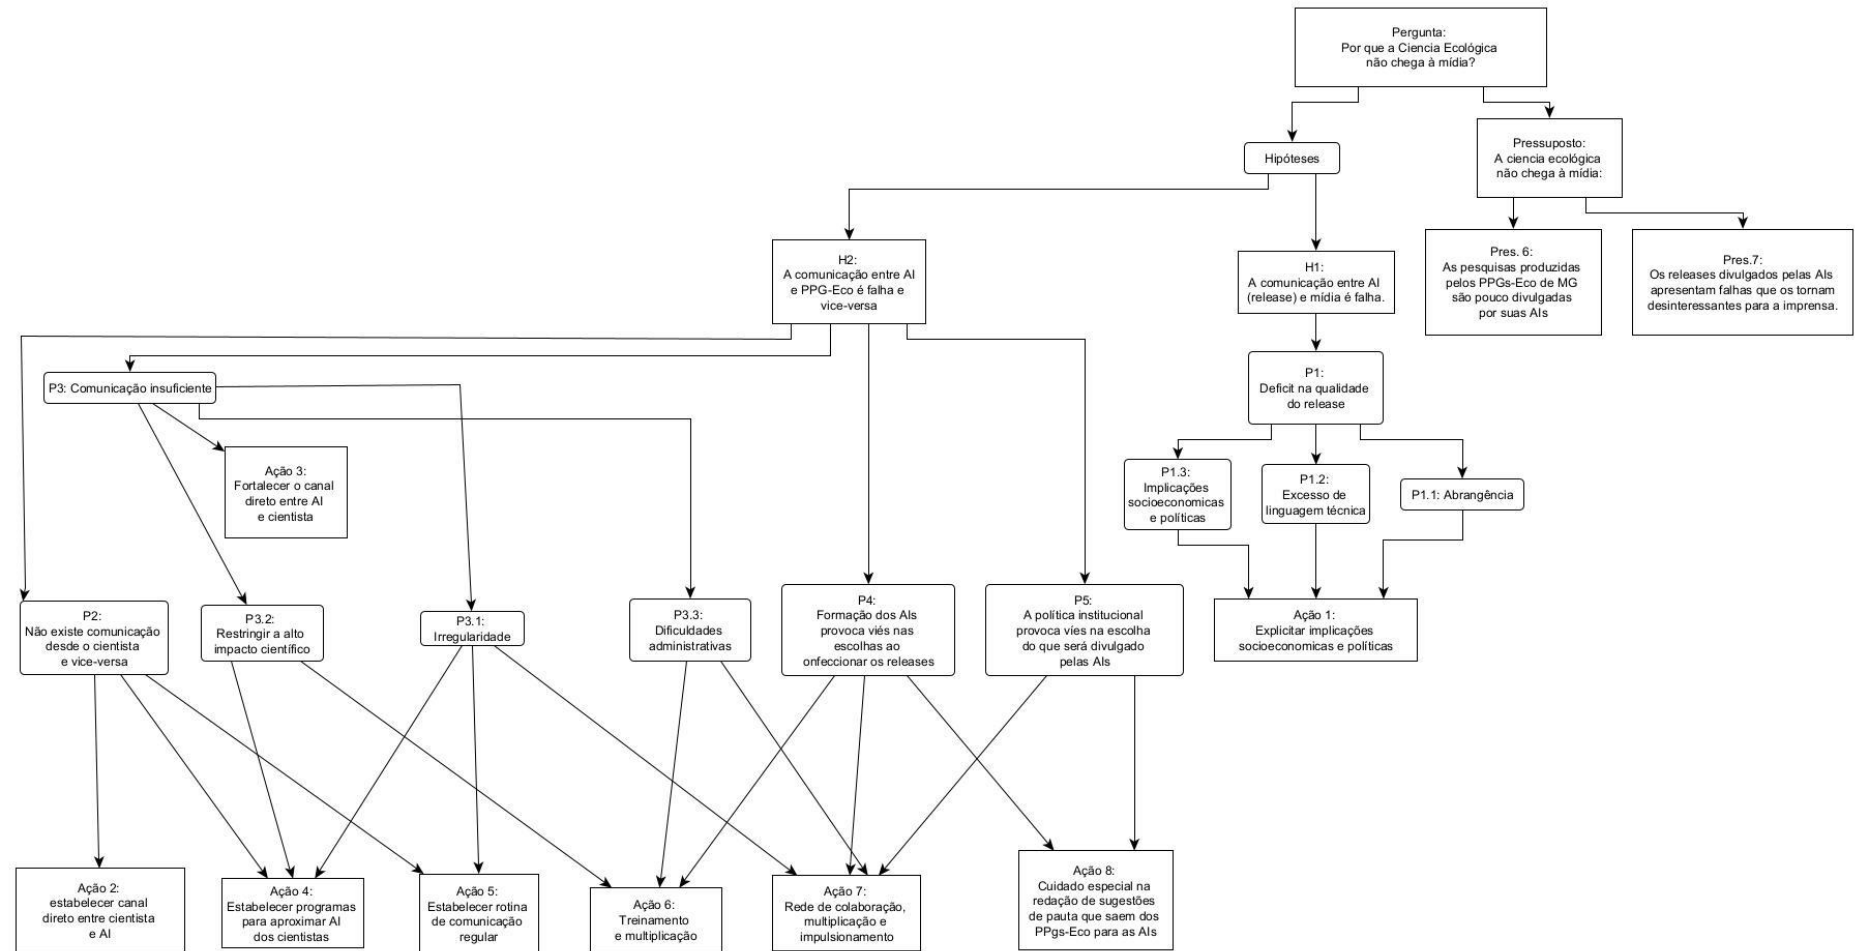 Pergunta:
Por que a Ciencia Ecológica
não chega à mídia?
Hipóteses
Pressuposto:
A ciencia ecológica
não chega à mídia:
H2:
A comunicação entre AI
e PPG-Eco é falha e
vice-versa
H1:
A comunicação entre AI
(release) e mídia é falha.
Pres. 6:
As pesquisas produzidas
pelos PPGs-Eco de MG
são pouco divulgadas
por suas AIs
Pres.7:
Os releases divulgados pelas AIs
apresentam falhas que os tornam
desinteressantes para a imprensa.
P3: Comunicação insuficiente
P1:
Deficit na qualidade
do release
Ação 3:
Fortalecer o canal
direto entre AI
e cientista
P1.3:
Implicações
socioeconomicas
e políticas
P1.2:
Excesso de
linguagem técnica
P1.1: Abrangência
P2:
Não existe comunicação
desde o cientista
e vice-versa
P3.2:
Restringir a alto
impacto científico
P3.1:
Irregularidade
P3.3:
Dificuldades
administrativas
P4:
Formação dos AIs
provoca viés nas
escolhas ao
onfeccionar os releases
P5:
A política institucional
provoca víes na escolha
do que será divulgado
pelas AIs
Ação 1:
Explicitar implicações
socioeconomicas e políticas
Ação 2:
estabelecer canal
direto entre cientista
e AI
Ação 4:
Estabelecer programas
para aproximar AI
dos cientistas
Ação 5:
Estabelecer rotina
de comunicação
regular
Ação 6:
Treinamento
e multiplicação
Ação 7:
Rede de colaboração,
multiplicação e
impulsionamento
Ação 8:
Cuidado especial na
redação de sugestões
de pauta que saem dos
PPgs-Eco para as AIs